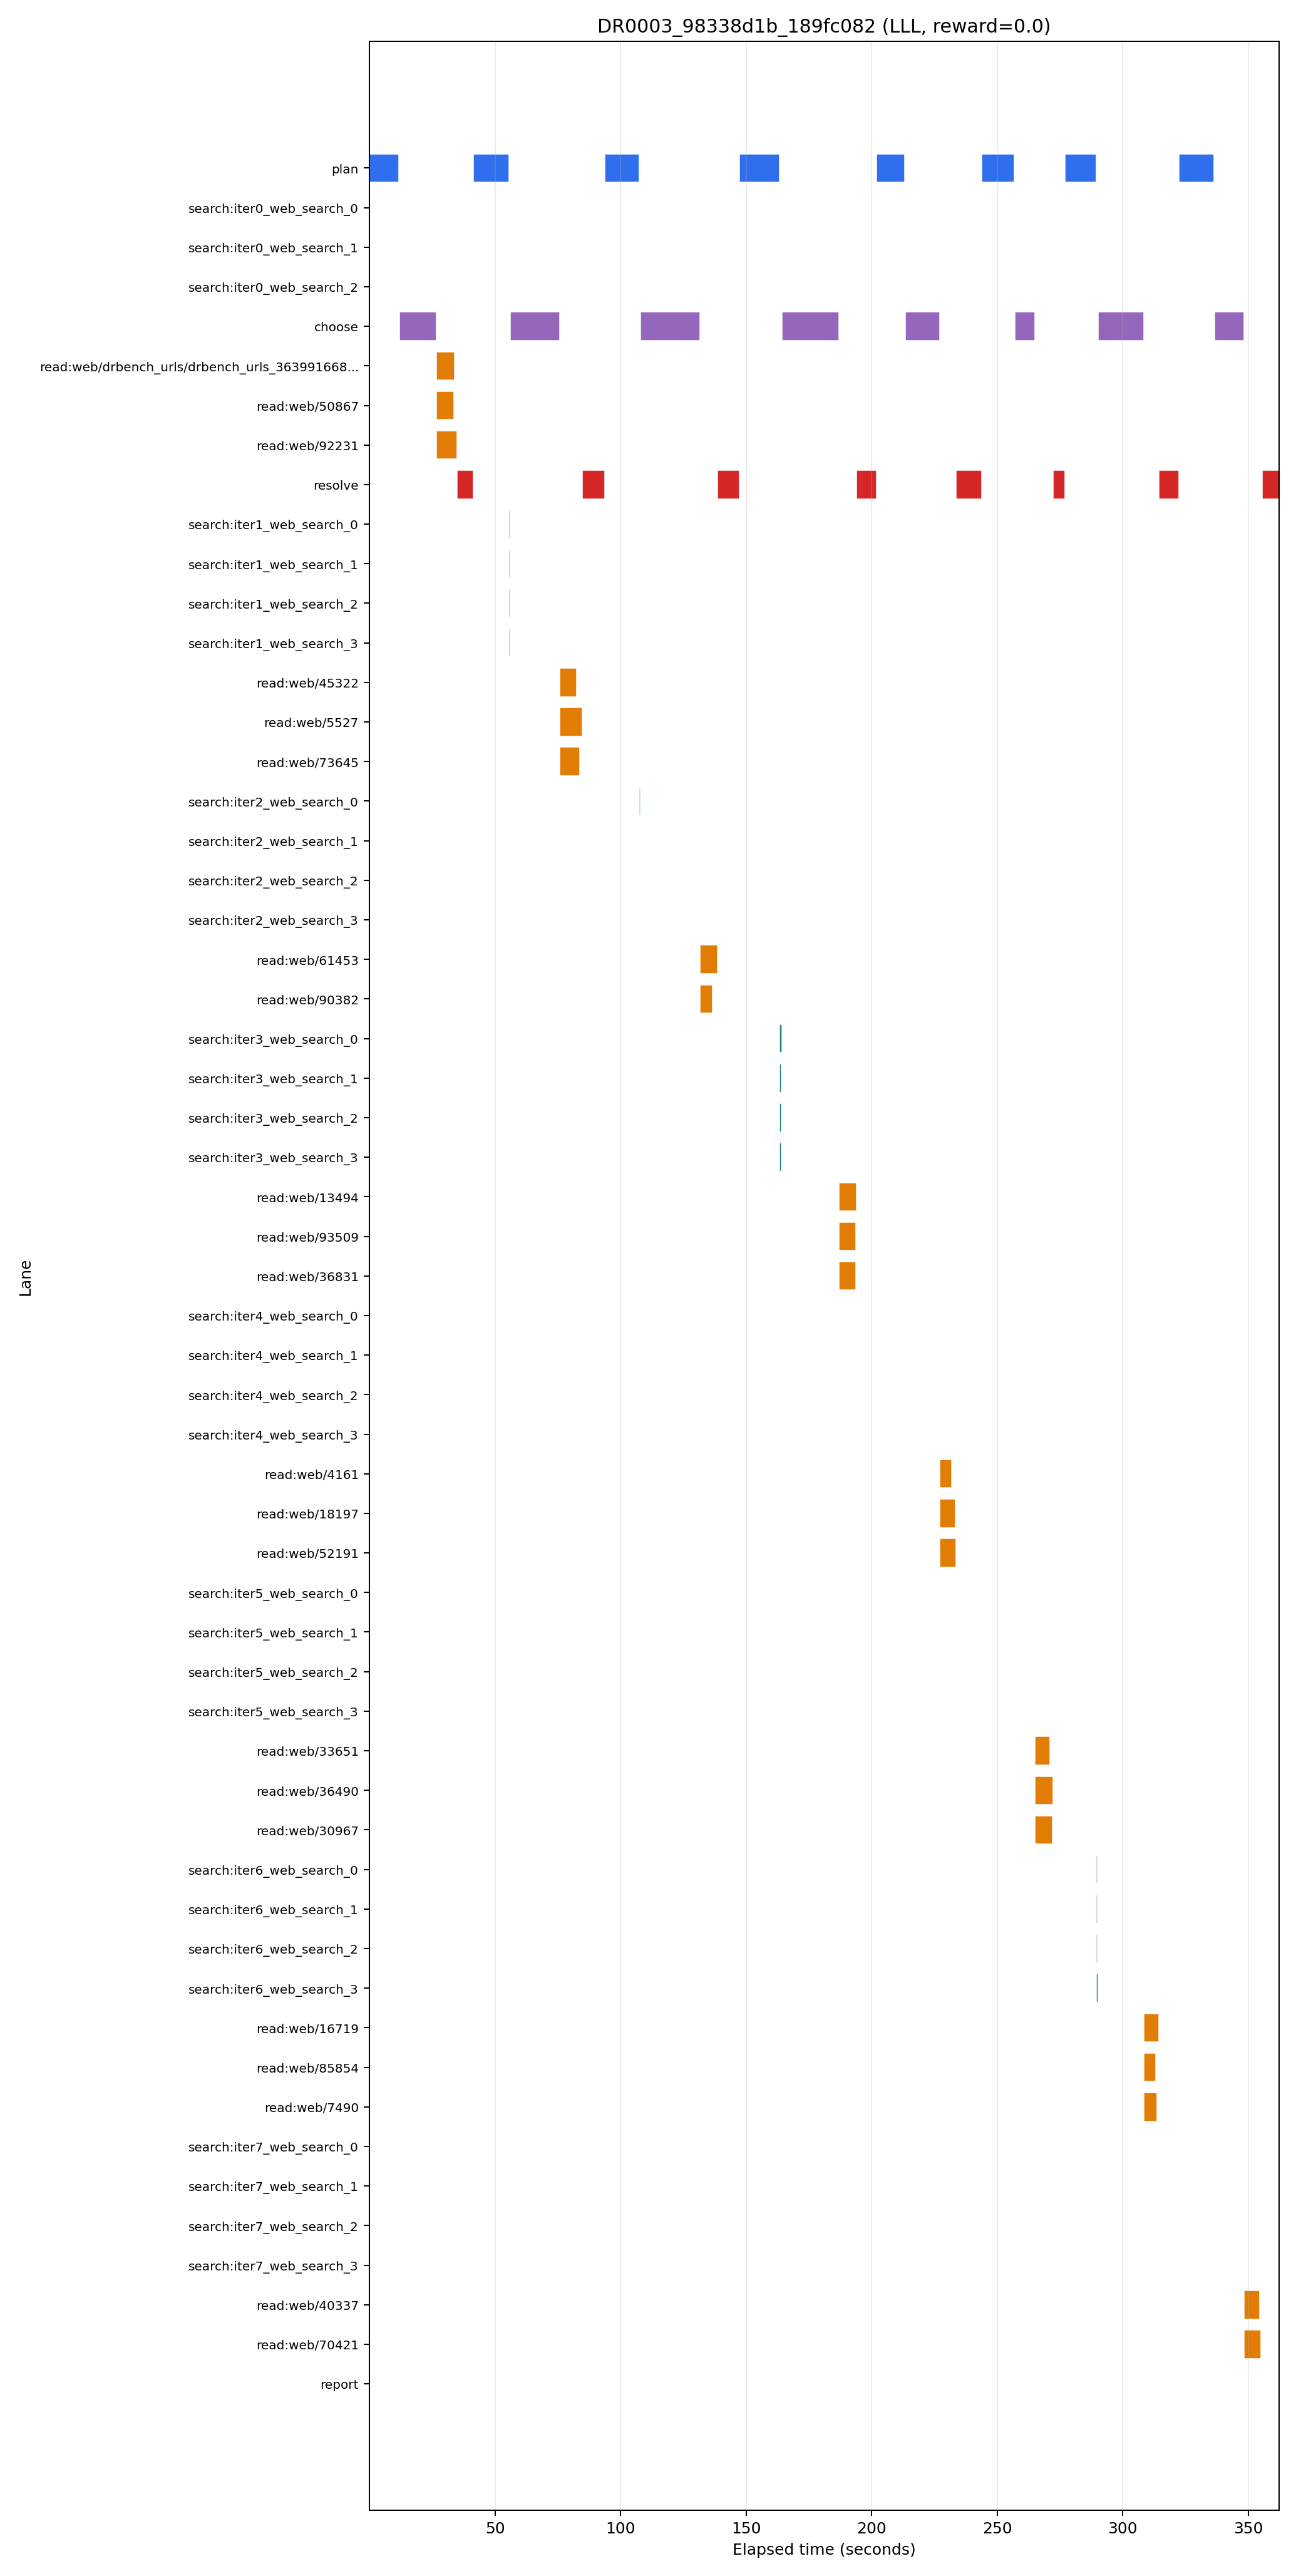 DR0003_98338d1b_189fc082 (LLL, reward=0.0)
plan
search:iter0_web_search_0
search:iter0_web_search_1
search:iter0_web_search_2
choose
read:web/drbench_urls/drbench_urls_363991668...
read:web/50867
read:web/92231
resolve
search:iter1_web_search_0
search:iter1_web_search_1
search:iter1_web_search_2
search:iter1_web_search_3
read:web/45322
read:web/5527
read:web/73645
search:iter2_web_search_0
search:iter2_web_search_1
search:iter2_web_search_2
search:iter2_web_search_3
read:web/61453
read:web/90382
search:iter3_web_search_0
search:iter3_web_search_1
search:iter3_web_search_2
search:iter3_web_search_3
read:web/13494
read:web/93509
read:web/36831
search:iter4_web_search_0
search:iter4_web_search_1
search:iter4_web_search_2
search:iter4_web_search_3
read:web/4161
read:web/18197
read:web/52191
search:iter5_web_search_0
search:iter5_web_search_1
search:iter5_web_search_2
search:iter5_web_search_3
read:web/33651
read:web/36490
read:web/30967
search:iter6_web_search_0
search:iter6_web_search_1
search:iter6_web_search_2
search:iter6_web_search_3
read:web/16719
read:web/85854
read:web/7490
search:iter7_web_search_0
search:iter7_web_search_1
search:iter7_web_search_2
search:iter7_web_search_3
read:web/40337
read:web/70421
report
Lane
50 100 150 200 250 300 350
Elapsed time (seconds)